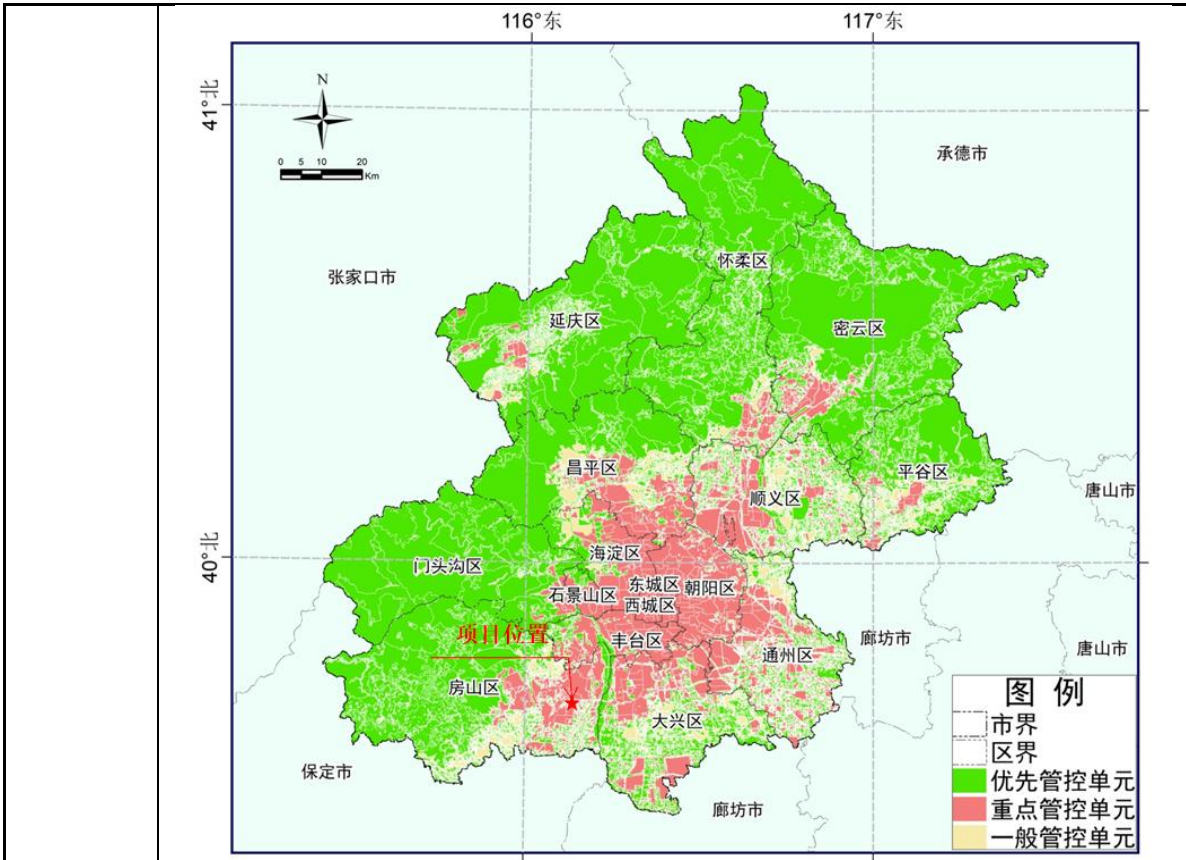 116°东
117°东
41°北
N
0 5 10 20
Km
承德市
怀柔区
张家口市
延庆区
密云区
昌平区
平谷区
唐山市
顺义区
40°北
海淀区
门头沟区
石景山区
东城区
朝阳区
西城区
项目位置
丰台区
廊坊市
唐山市
通州区
房山区
大兴区
保定市
廊坊市
图 例
市界
区界
优先管控单元
重点管控单元
一般管控单元